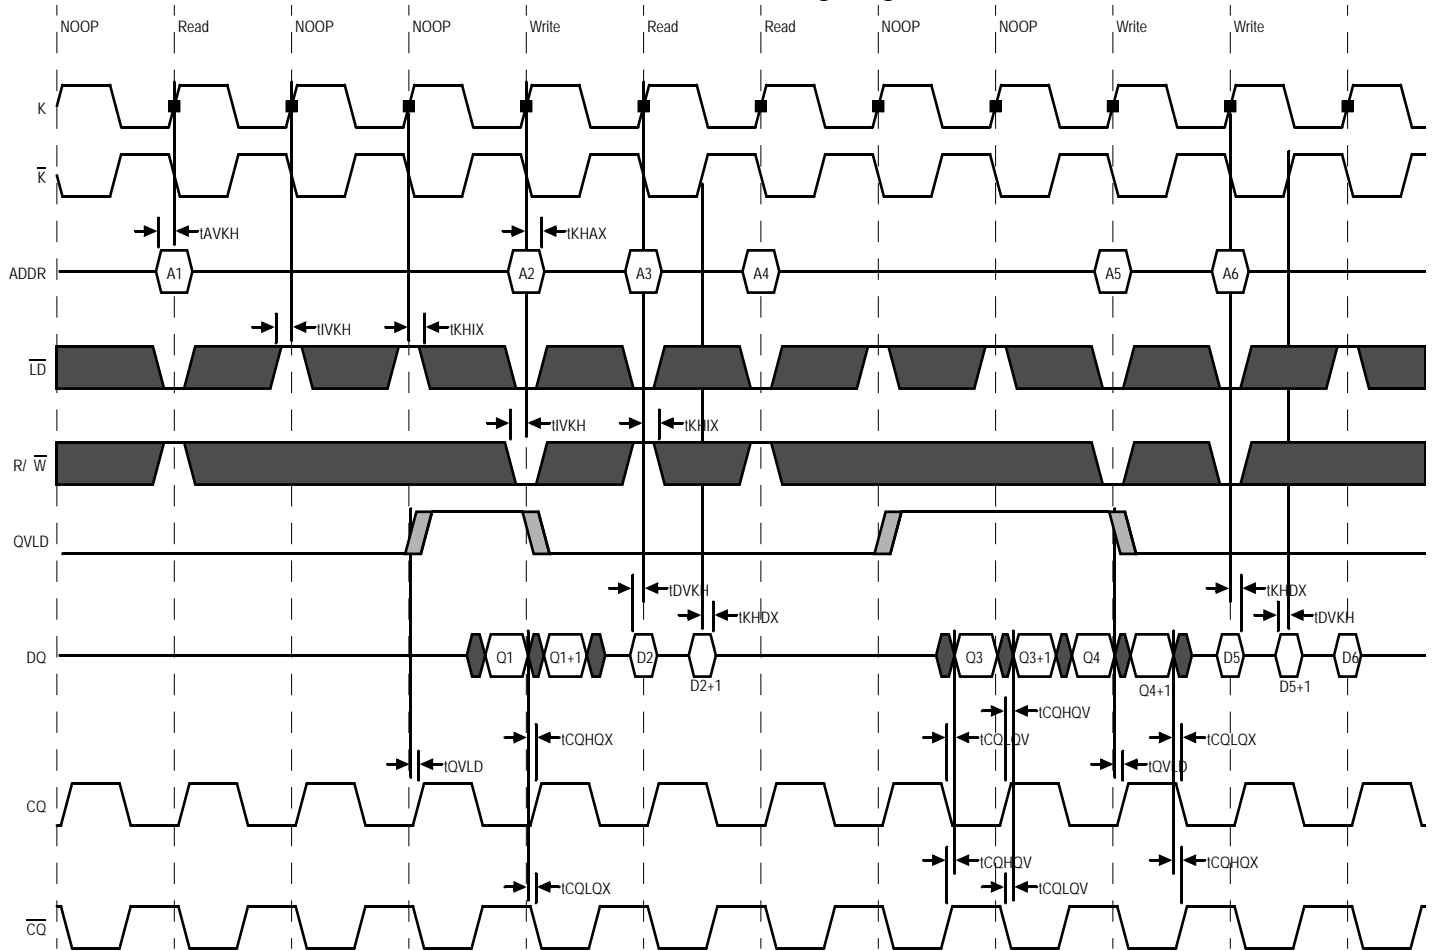 NOOP Read NOOP NOOP Write Read Read NOOP NOOP Write Write
K
K
tAVKH tKHAX
ADDR A1 A2 A3 A4 A5 A6
tIVKH tKHIX
LD
tIVKH tKHIX
R/ W
QVLD
tDVKH tKHDX
tKHDX tDVKH
DQ Q1 Q1+1 D2 Q3 Q3+1 Q4 D5 D6
D2+1 Q4+1 D5+1
tCQHQV
tCQHQX tCQLQV tCQLQX
tQVLD tQVLD
CQ
tCQHQV tCQHQX
tCQLQX tCQLQV
CQ